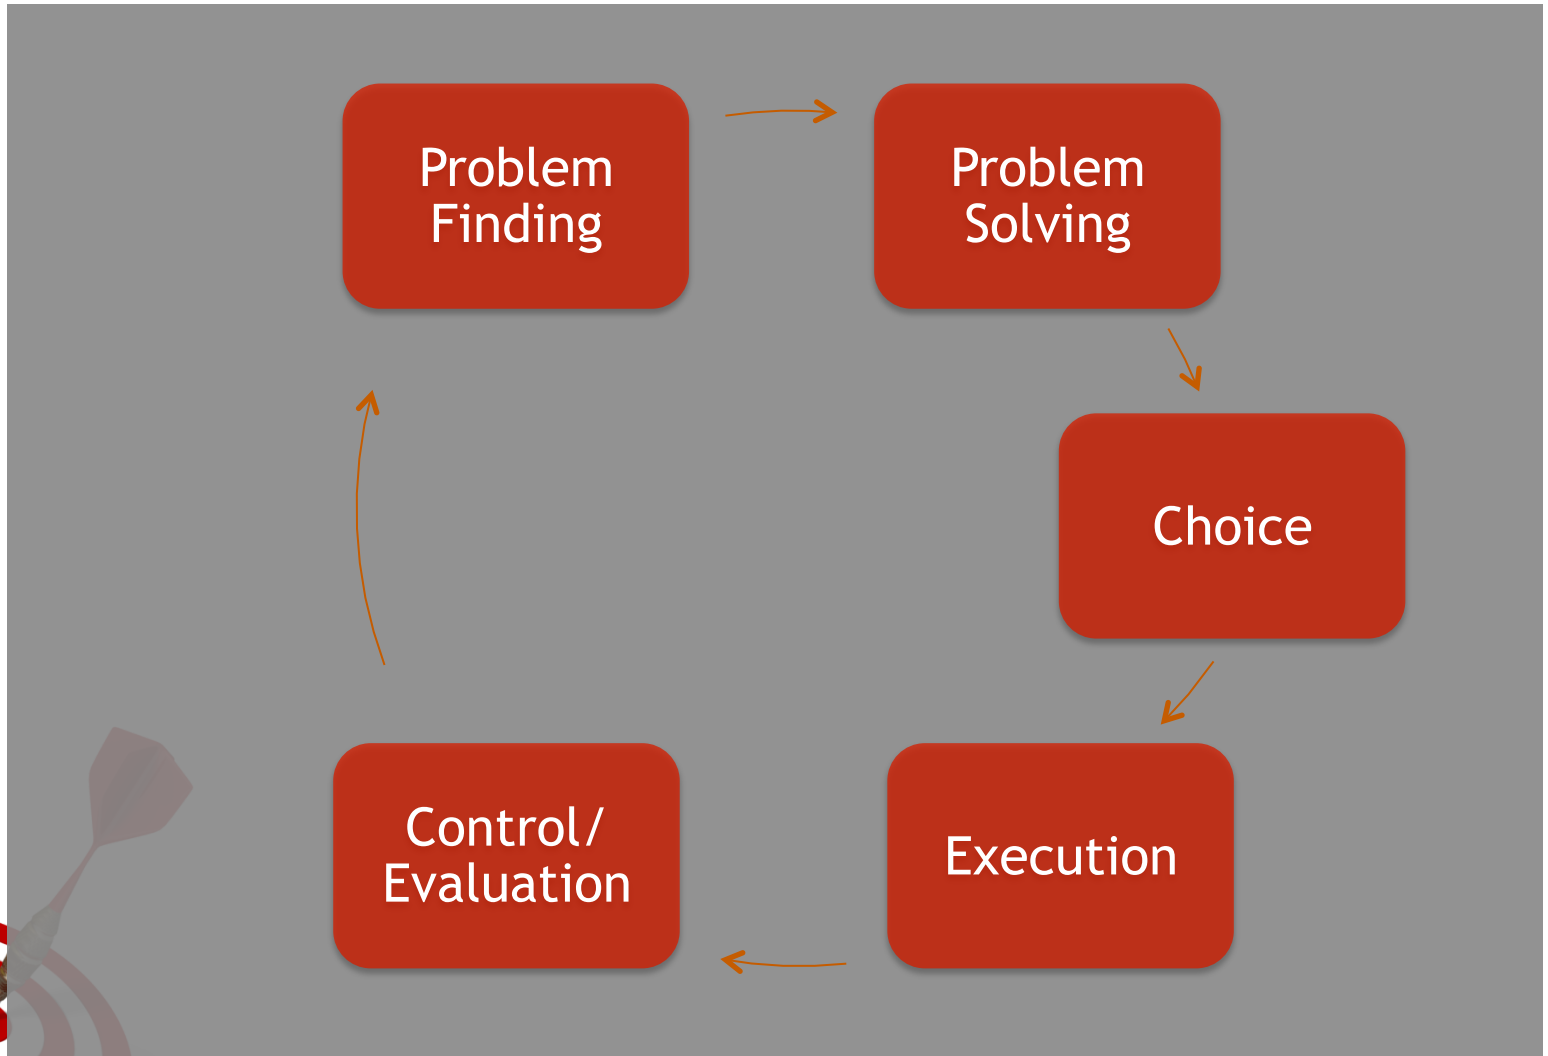 Problem
Finding
Problem
Solving
Choice
Execution
Control/
Evaluation